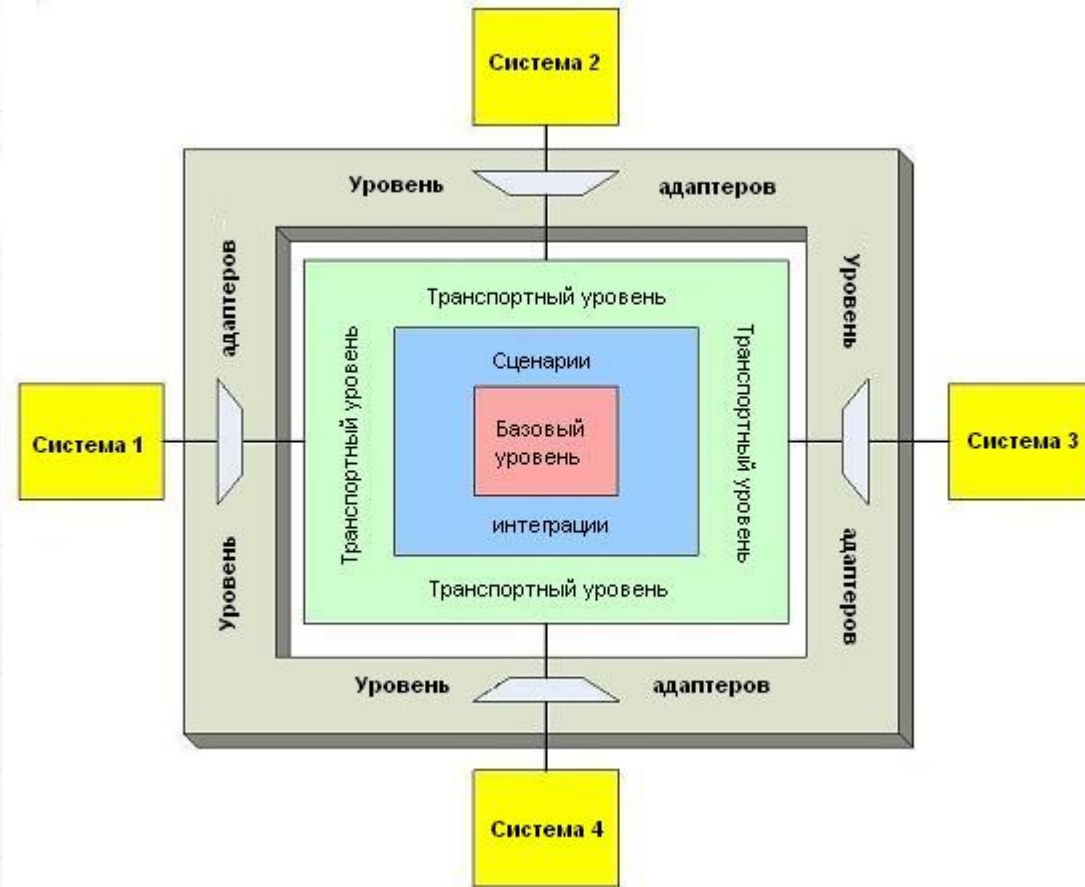 Система 2
Уровень адаптеров
Уровень адаптеров
Транспортный уровень
Транспортный уровень
Сценарии
Базовый
уровень
интеграции
Транспортный уровень
Транспортный уровень
Система 1
Система 3
Уровень адаптеров
Уровень адаптеров
Система 4